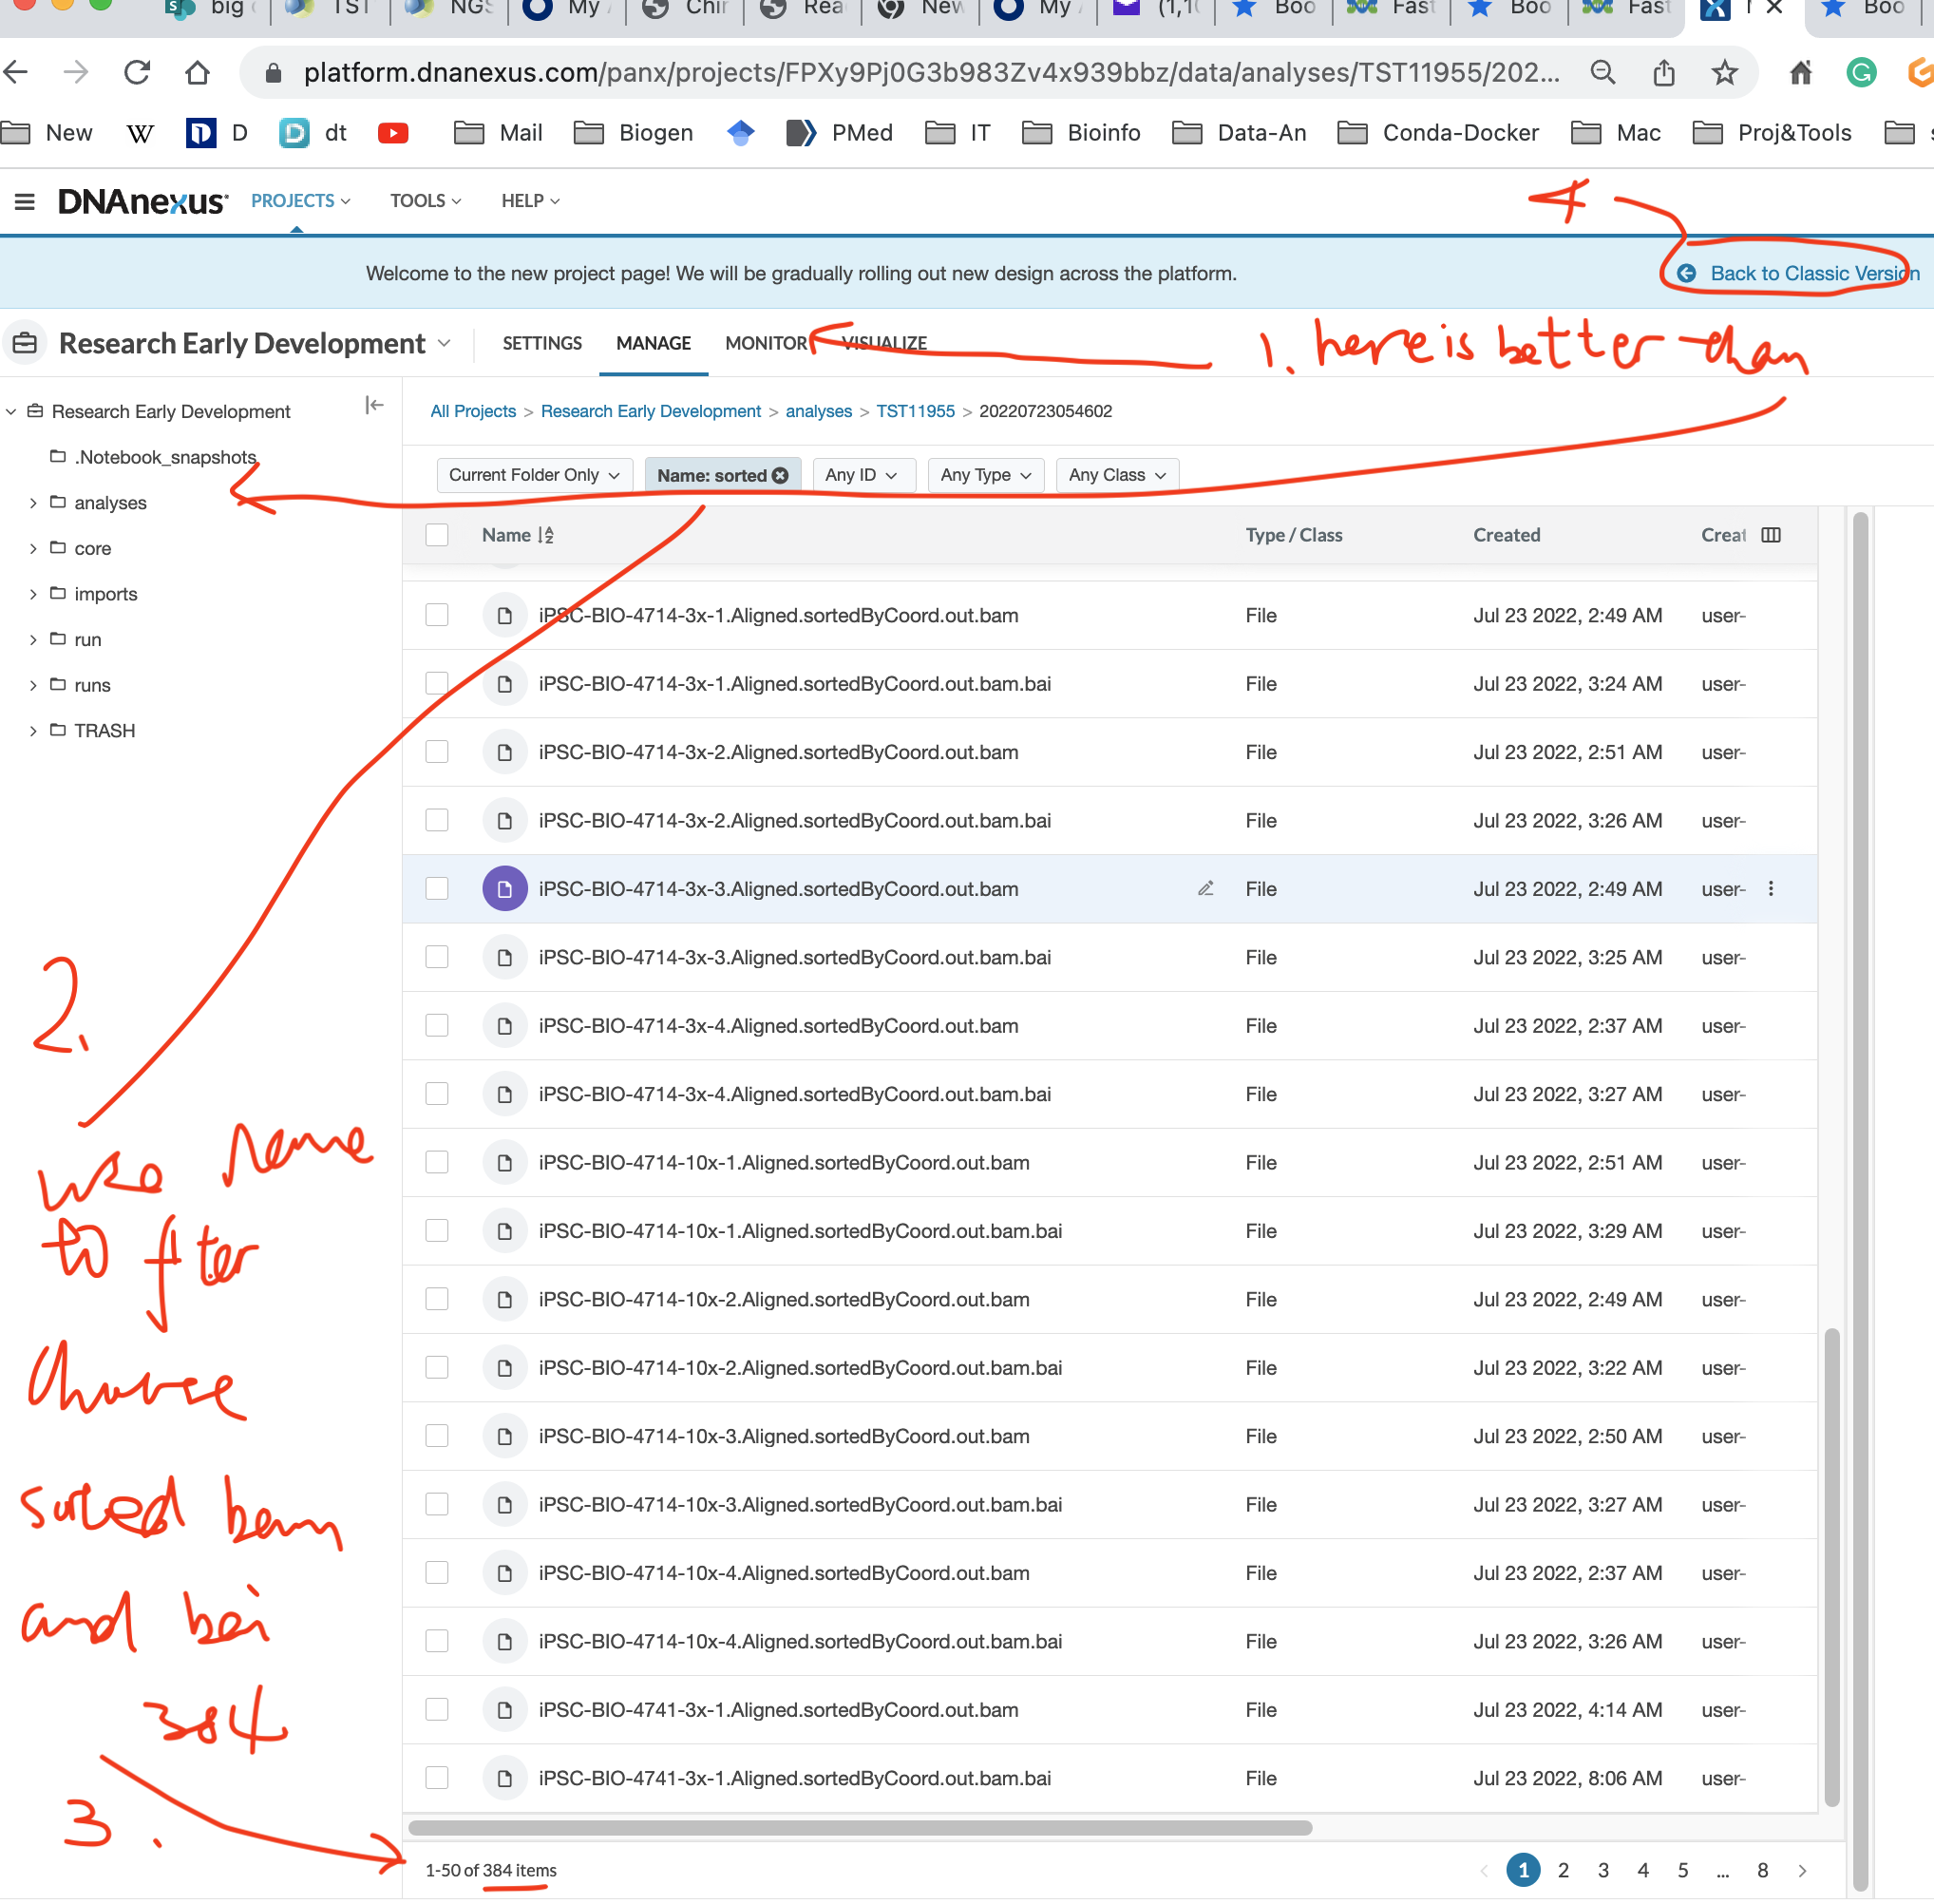 big
TST
NGS
My
Chir
Rea
New
My
(1,1
Boo
Fast
Boo
Fast
Boo
platform.dnanexus.com/panx/projects/FPXy9Pj0G3b983Zv4x939bbz/data/analyses/TST11955/202...
New
D
dt
Mail
Biogen
PMed
IT
Bioinfo
Data-An
Conda-Docker
Mac
Proj&Tools
DNAnexus PROJECTS TOOLS HELP
4
Welcome to the new project page! We will be gradually rolling out new design across the platform.
Back to Classic Version
Research Early Development
SETTINGS MANAGE MONITOR VISUALIZE
1. here is better than
Research Early Development
.Notebook_snapshots
analyses
core
imports
run
runs
TRASH
All Projects > Research Early Development > analyses > TST11955 > 20220723054602
Current Folder Only Name: sorted Any ID Any Type Any Class
Name Type / Class Created Creat
iPSC-BIO-4714-3x-1.Aligned.sortedByCoord.out.bam File Jul 23 2022, 2:49 AM user-
iPSC-BIO-4714-3x-1.Aligned.sortedByCoord.out.bam.bai File Jul 23 2022, 3:24 AM user-
iPSC-BIO-4714-3x-2.Aligned.sortedByCoord.out.bam File Jul 23 2022, 2:51 AM user-
iPSC-BIO-4714-3x-2.Aligned.sortedByCoord.out.bam.bai File Jul 23 2022, 3:26 AM user-
iPSC-BIO-4714-3x-3.Aligned.sortedByCoord.out.bam File Jul 23 2022, 2:49 AM user-
iPSC-BIO-4714-3x-3.Aligned.sortedByCoord.out.bam.bai File Jul 23 2022, 3:25 AM user-
iPSC-BIO-4714-3x-4.Aligned.sortedByCoord.out.bam File Jul 23 2022, 2:37 AM user-
iPSC-BIO-4714-3x-4.Aligned.sortedByCoord.out.bam.bai File Jul 23 2022, 3:27 AM user-
iPSC-BIO-4714-10x-1.Aligned.sortedByCoord.out.bam File Jul 23 2022, 2:51 AM user-
iPSC-BIO-4714-10x-1.Aligned.sortedByCoord.out.bam.bai File Jul 23 2022, 3:29 AM user-
iPSC-BIO-4714-10x-2.Aligned.sortedByCoord.out.bam File Jul 23 2022, 2:49 AM user-
iPSC-BIO-4714-10x-2.Aligned.sortedByCoord.out.bam.bai File Jul 23 2022, 3:22 AM user-
iPSC-BIO-4714-10x-3.Aligned.sortedByCoord.out.bam File Jul 23 2022, 2:50 AM user-
iPSC-BIO-4714-10x-3.Aligned.sortedByCoord.out.bam.bai File Jul 23 2022, 3:27 AM user-
iPSC-BIO-4714-10x-4.Aligned.sortedByCoord.out.bam File Jul 23 2022, 2:37 AM user-
iPSC-BIO-4714-10x-4.Aligned.sortedByCoord.out.bam.bai File Jul 23 2022, 3:26 AM user-
iPSC-BIO-4741-3x-1.Aligned.sortedByCoord.out.bam File Jul 23 2022, 4:14 AM user-
iPSC-BIO-4741-3x-1.Aligned.sortedByCoord.out.bam.bai File Jul 23 2022, 8:06 AM user-
2.
use name
to fter
sorted bam
and bai
384
3.
1-50 of 384 items
1 2 3 4 5 ... 8